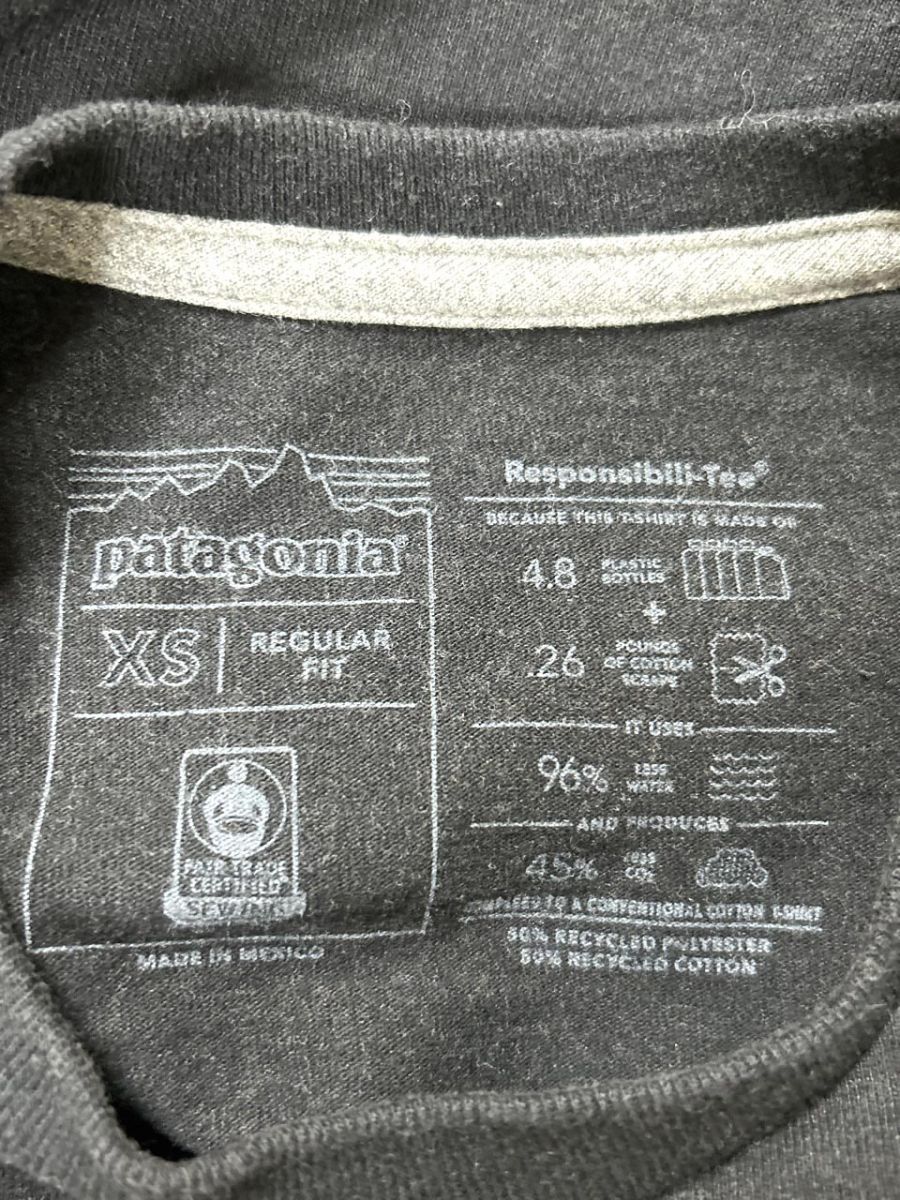 patagonia®
XS
REGULAR
FIT
FAIR TRADE
CERTIFIED
SEWING
MADE IN MEXICO
Responsibili-Tee®
BECAUSE THIS T-SHIRT IS MADE OF
4.8 PLASTIC
BOTTLES
+
.26 POUNDS
OF COTTON
SCRAPS
IT USES
96% LESS
WATER
AND PRODUCES
45% LESS
CO₂
COMPARED TO A CONVENTIONAL COTTON T-SHIRT
50% RECYCLED POLYESTER
50% RECYCLED COTTON